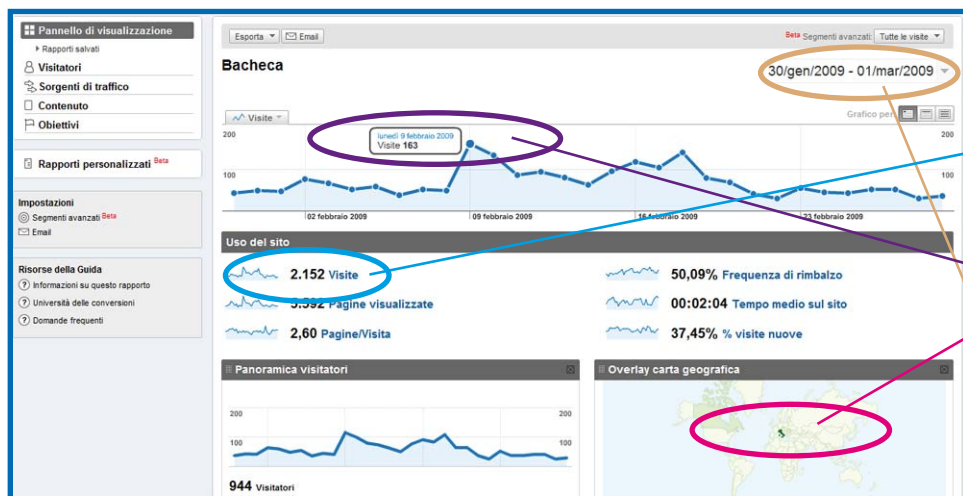 Pannello di visualizzazione
Rapporti salvati
Visitatori
Sorgenti di traffico
Contenuto
Obiettivi
Rapporti personalizzati Beta
Impostazioni
Segmenti avanzati Beta
Email
Risorse della Guida
Informazioni su questo rapporto
Università delle conversioni
Domande frequenti
Esporta Email
Beta Segmenti avanzati: Tutte le visite
Bacheca
30/gen/2009 - 01/mar/2009
Visite
Grafico per:
200 200
lunedì 9 febbraio 2009
Visite 163
100 100
02 febbraio 2009 09 febbraio 2009 16 febbraio 2009 23 febbraio 2009
Uso del sito
2.152 Visite 50,09% Frequenza di rimbalzo
5.592 Pagine visualizzate 00:02:04 Tempo medio sul sito
2,60 Pagine/Visita 37,45% % visite nuove
Panoramica visitatori Overlay carta geografica
200 200
100 100
944 Visitatori